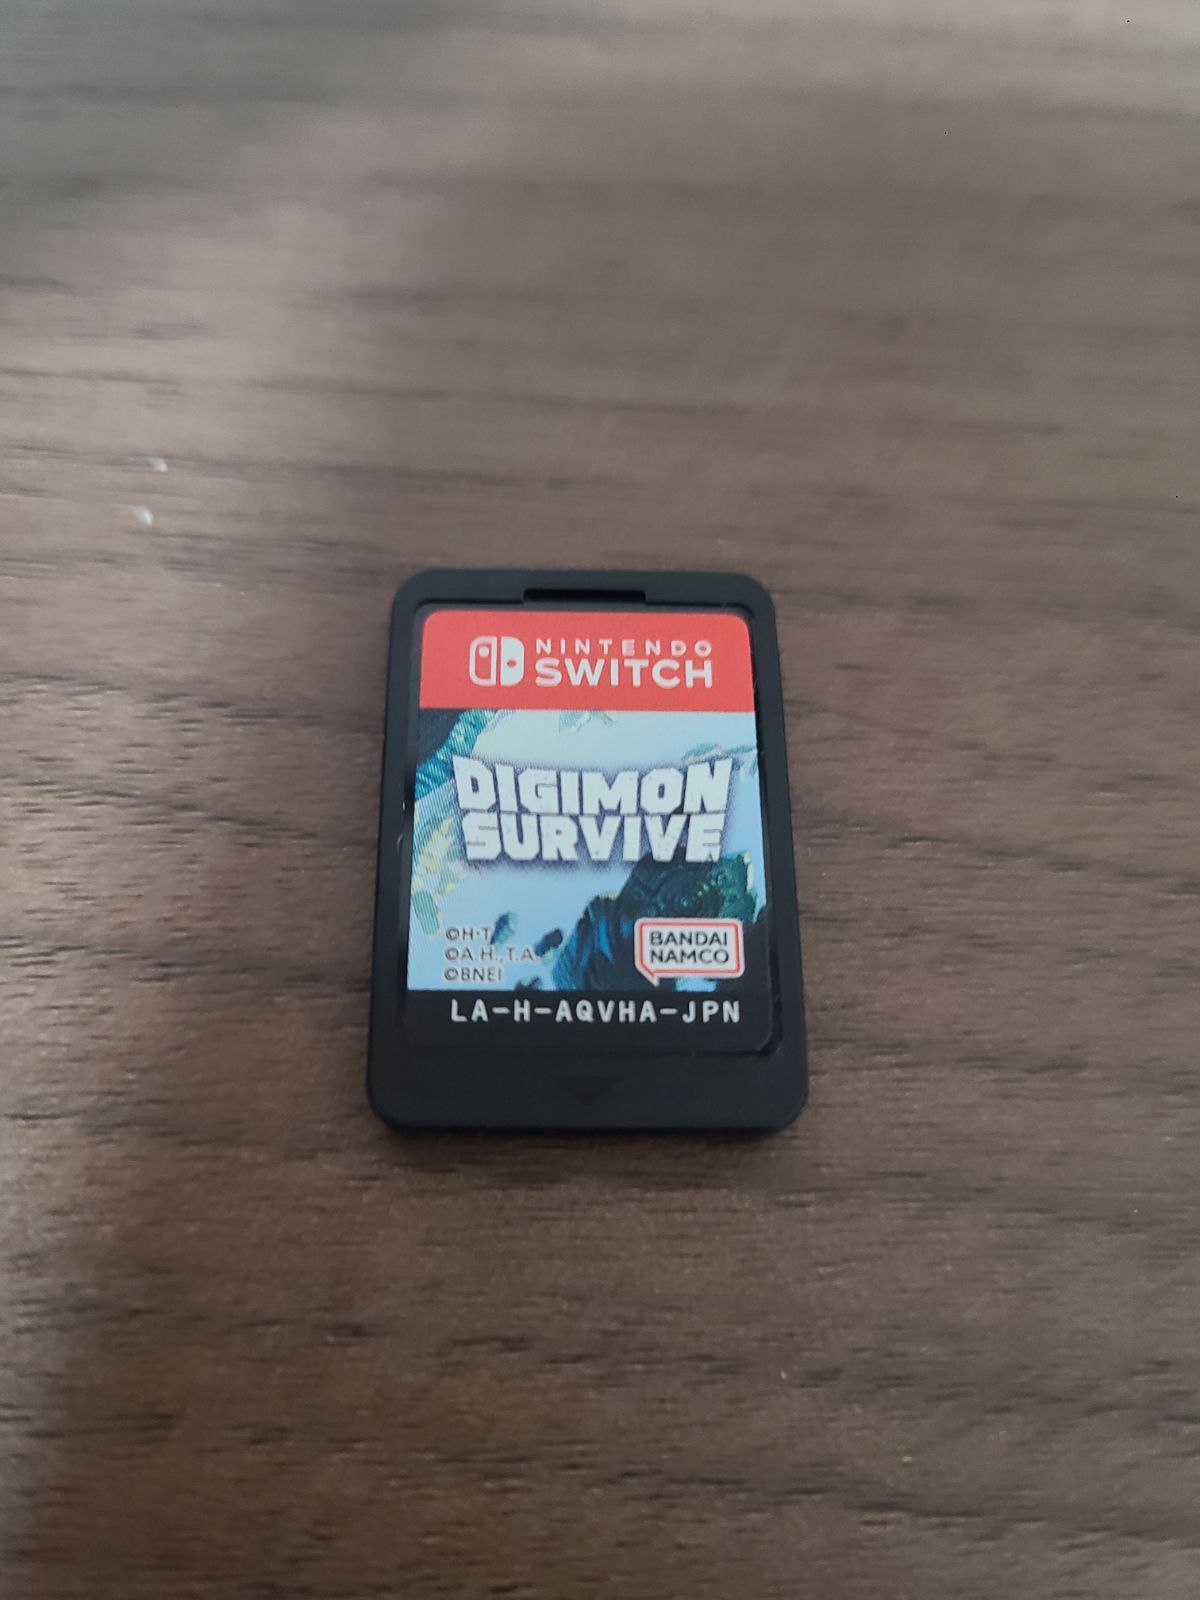 NINTENDO
SWITCH
DIGIMON
SURVIVE
©H·T
©A.H.,T.A.
©BNEI
BANDAI
NAMCO
LA-H-AQVHA-JPN